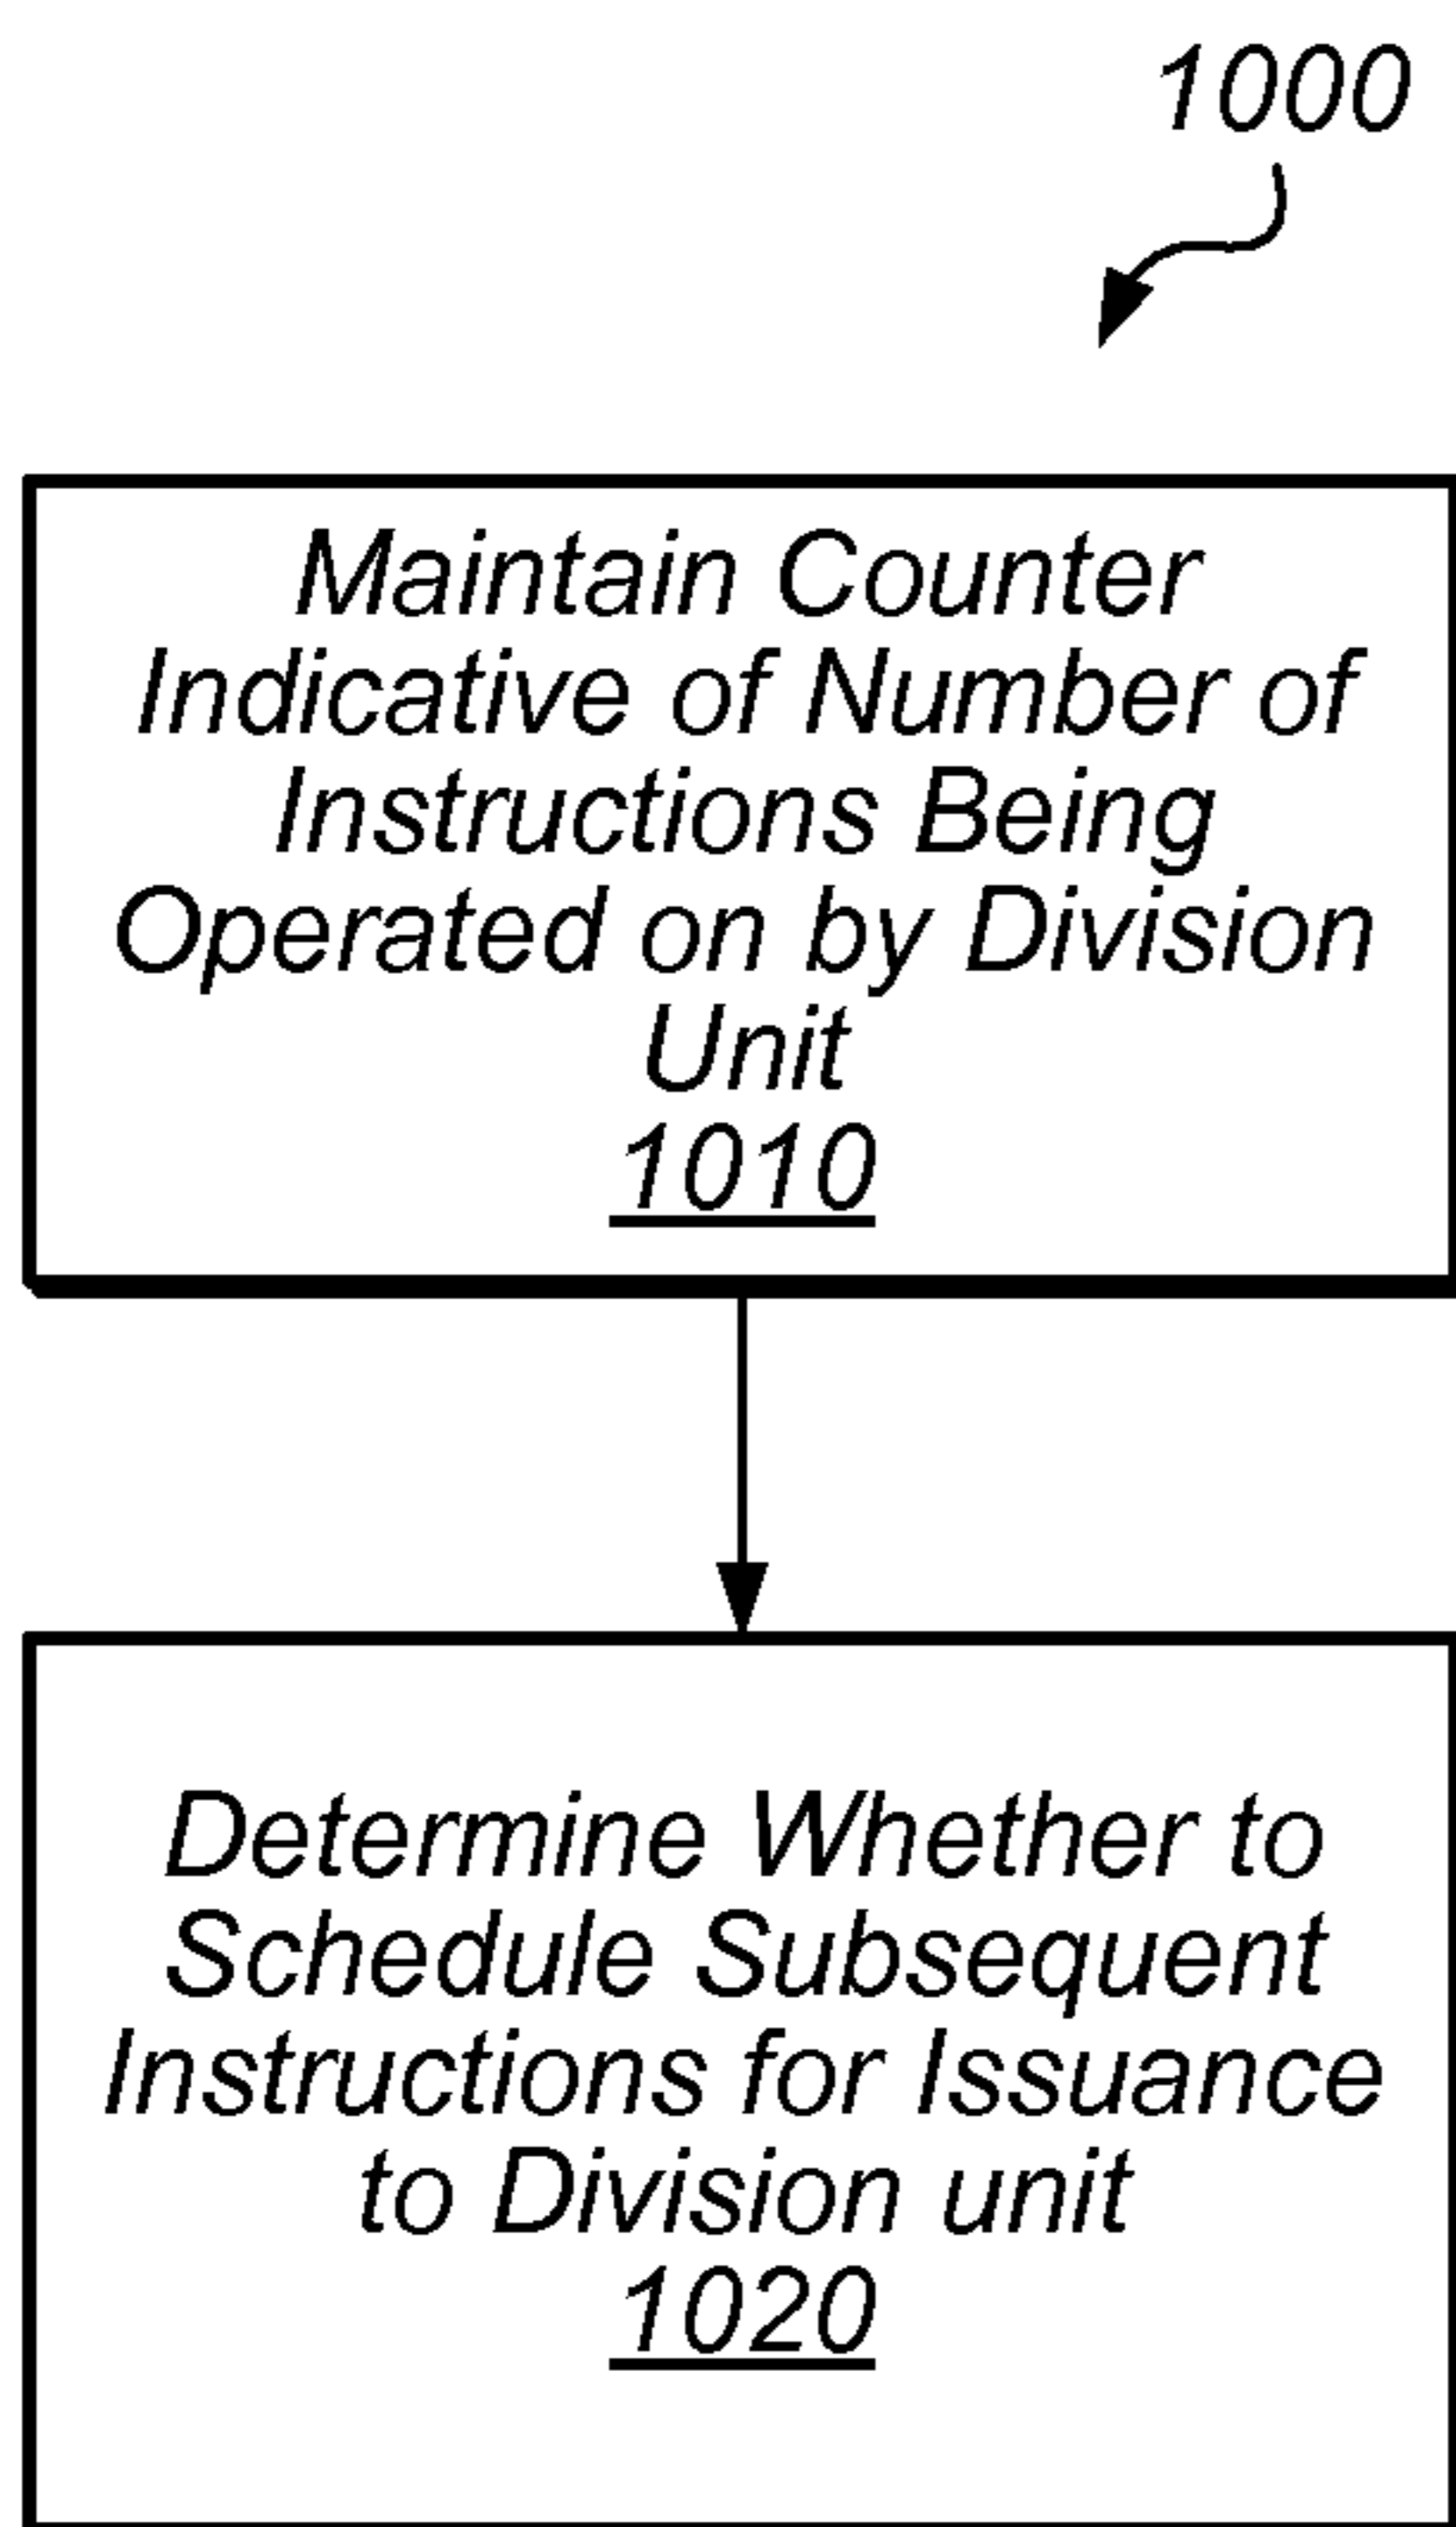 1000
Maintain Counter
Indicative of Number of
Instructions Being
Operated on by Division
Unit
1010
Determine Whether to
Schedule Subsequent
Instructions for Issuance
to Division unit
1020